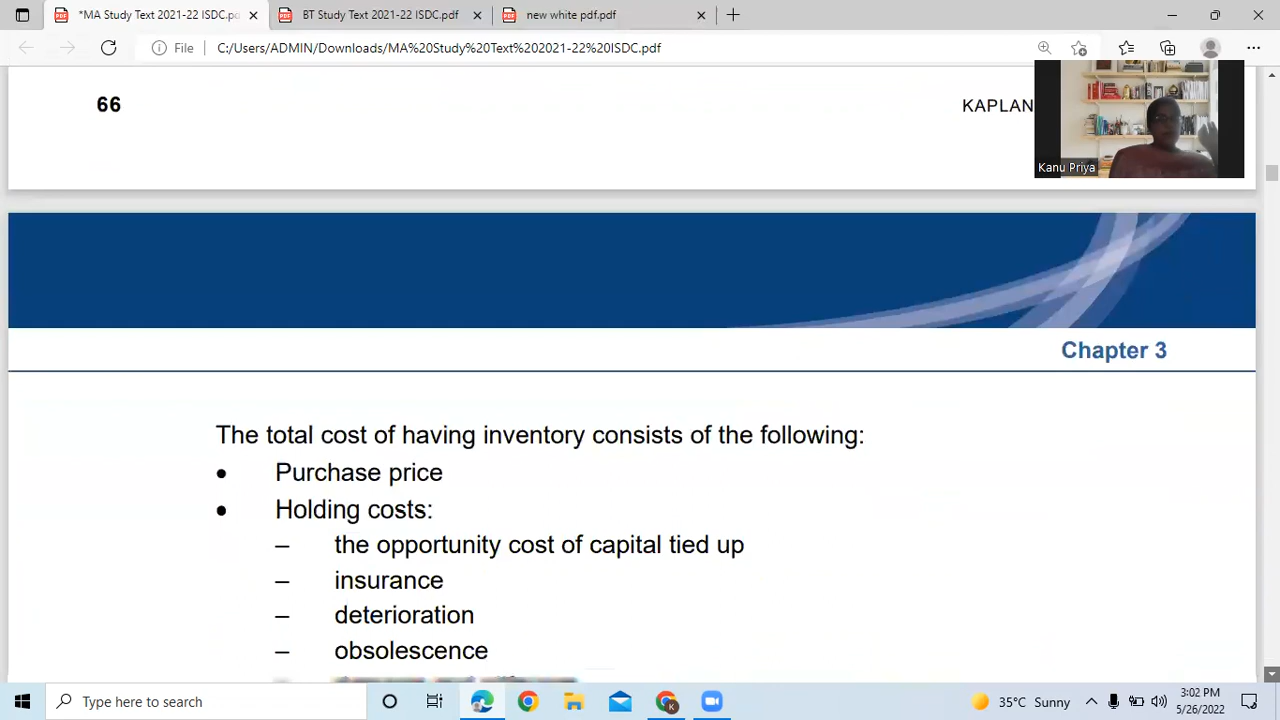 *MA Study Text 2021-22 ISDC.pd
BT Study Text 2021-22 ISDC.pdf
new white pdf.pdf
File
C:/Users/ADMIN/Downloads/MA%20Study%20Text%202021-22%20ISDC.pdf
66
KAPLAN
Kanu Priya
Chapter 3
The total cost of having inventory consists of the following:
• Purchase price
• Holding costs:
– the opportunity cost of capital tied up
– insurance
– deterioration
– obsolescence
Type here to search
K
35°C Sunny
3:02 PM
5/26/2022